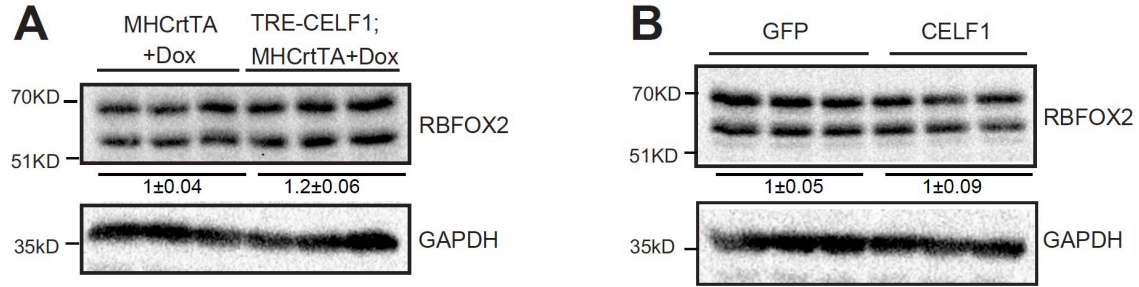 A
MHCrtTA
+Dox
TRE-CELF1;
MHCrtTA+Dox
70KD
51KD
RBFOX2
1±0.04
1.2±0.06
35kD
GAPDH
B
GFP
CELF1
70KD
51KD
RBFOX2
1±0.05
1±0.09
35kD
GAPDH